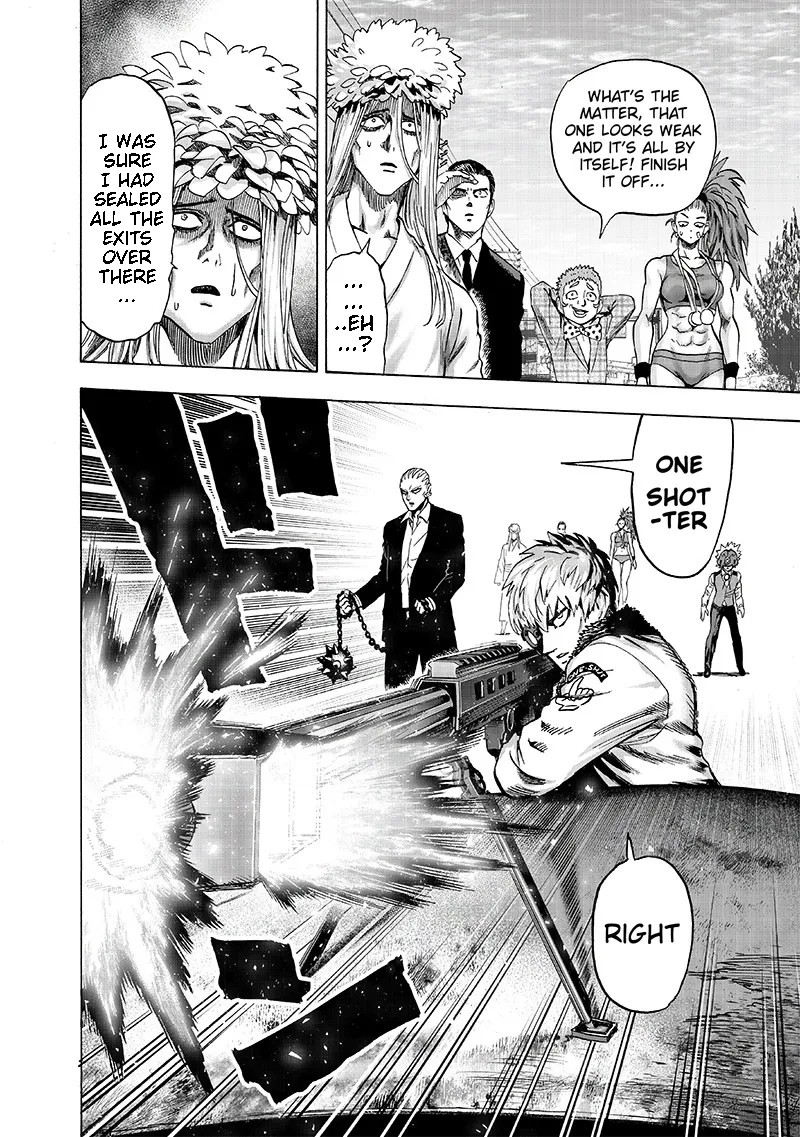 WHAT'S THE
MATTER, THAT
ONE LOOKS WEAK
AND IT'S ALL BY
ITSELF! FINISH
IT OFF...
...
...
..EH
...?
I WAS
SURE
I HAD
SEALED
ALL THE
EXITS
OVER
THERE
...
ONE
SHOT
-TER
ド
RIGHT